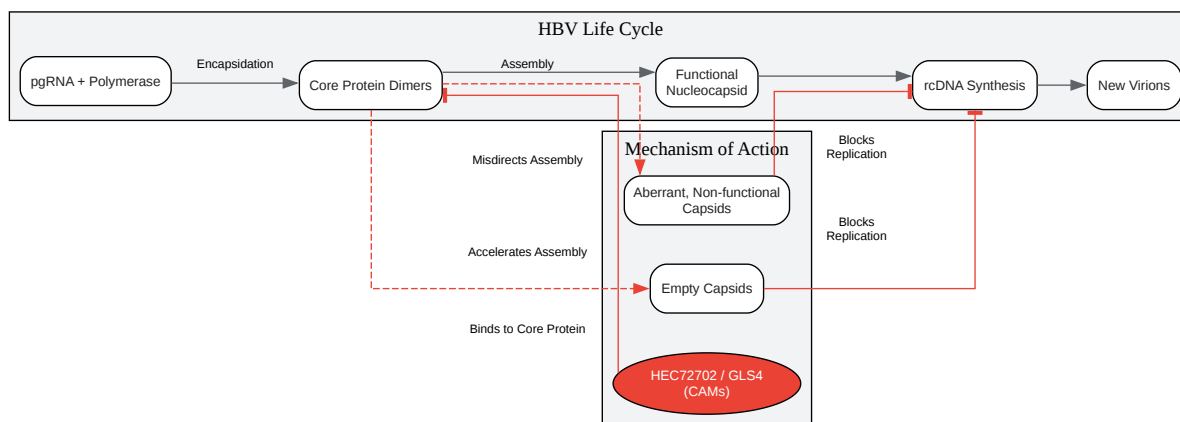 HBV Life Cycle
pgRNA + Polymerase
Encapsidation
Core Protein Dimers
Assembly
Functional
Nucleocapsid
rcDNA Synthesis
New Virions
Mechanism of Action
Misdirects Assembly
Blocks
Replication
Aberrant, Non-functional
Capsids
Accelerates Assembly
Blocks
Replication
Empty Capsids
Binds to Core Protein
HEC72702 / GLS4
(CAMs)